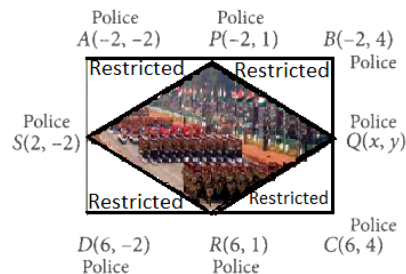 Police Police
A(–2, –2) P(–2, 1) B(–2, 4)
Restricted Restricted Police
Police Police
S(2, –2) Q(x, y)
Restricted Restricted
Police
D(6, –2) R(6, 1) C(6, 4)
Police Police